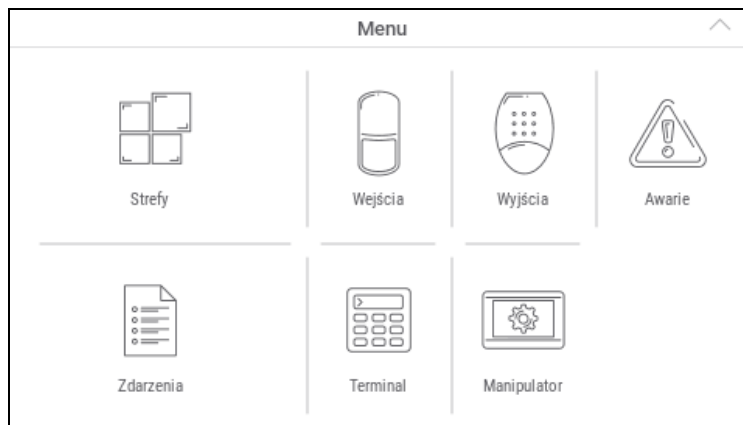 Menu
Strefy
Wejścia
Wyjścia
Awarie
Zdarzenia
Terminal
Manipulator